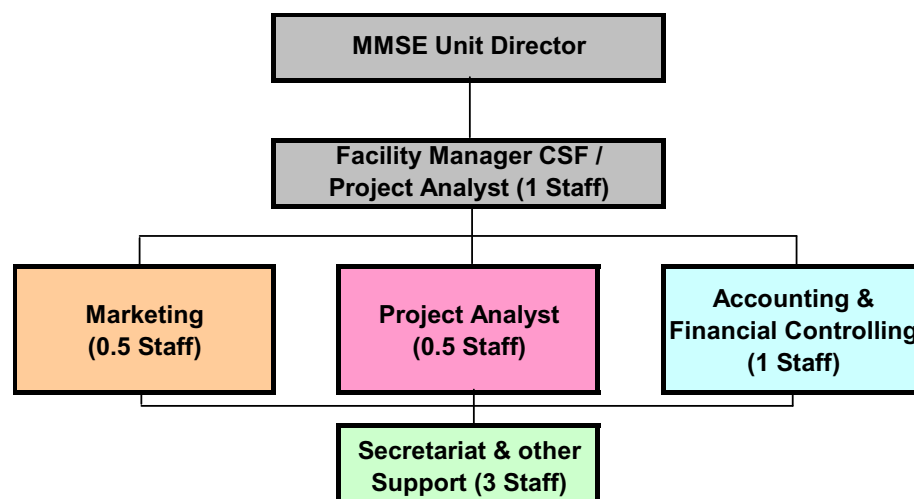 MMSE Unit Director
Facility Manager CSF /
Project Analyst (1 Staff)
Marketing
(0.5 Staff)
Project Analyst
(0.5 Staff)
Accounting &
Financial Controlling
(1 Staff)
Secretariat & other
Support (3 Staff)